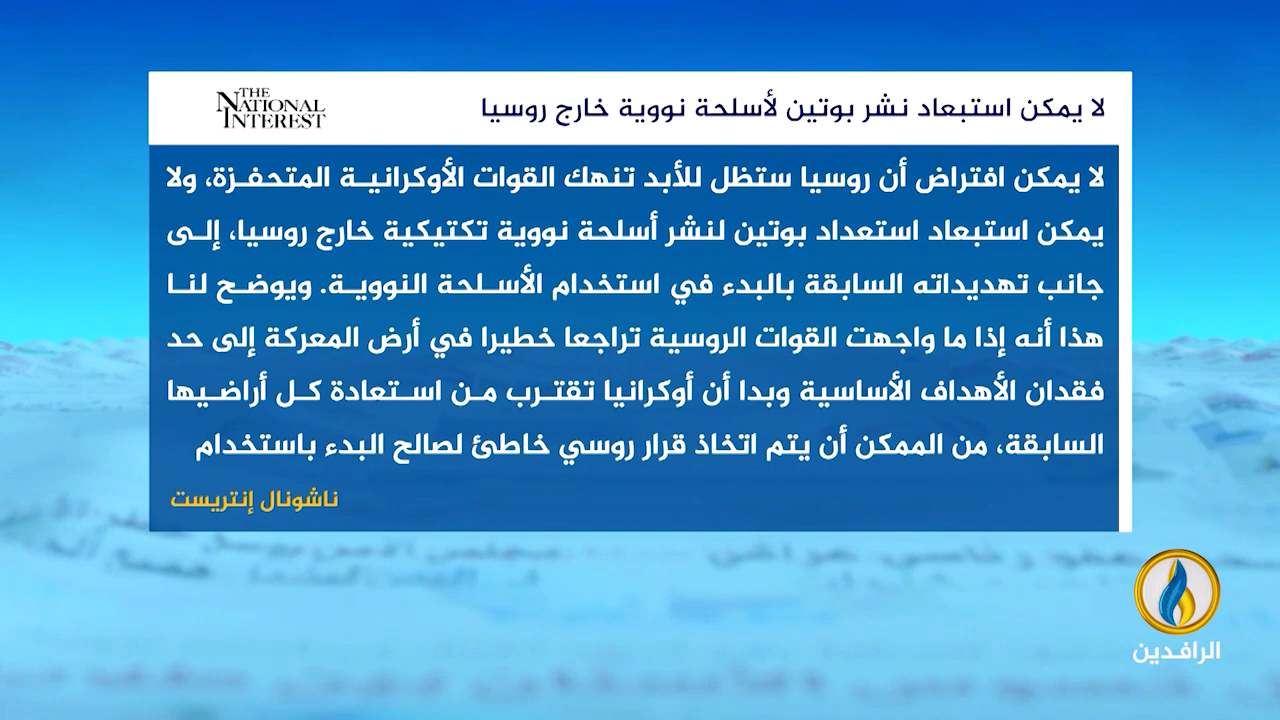 لا يمكن استبعاد نشر بوتين لأسلحة نووية خارج روسيا
THE
NATIONAL
INTEREST
لا يمكن افتراض أن روسيا ستظل للأبد تنهك القوات الأوكرانية المتحفزة، ولا
يمكن استبعاد استعداد بوتين لنشر أسلحة نووية تكتيكية خارج روسيا، إلى
جانب تهديداته السابقة بالبدء في استخدام الأسلحة النووية. ويوضح لنا
هذا أنه إذا ما واجهت القوات الروسية تراجعا خطيرا في أرض المعركة إلى حد
فقدان الأهداف الأساسية وبدا أن أوكرانيا تقترب من استعادة كل أراضيها
السابقة، من الممكن أن يتم اتخاذ قرار روسي خاطئ لصالح البدء باستخدام
ناشونال إنتريست
الرافدين